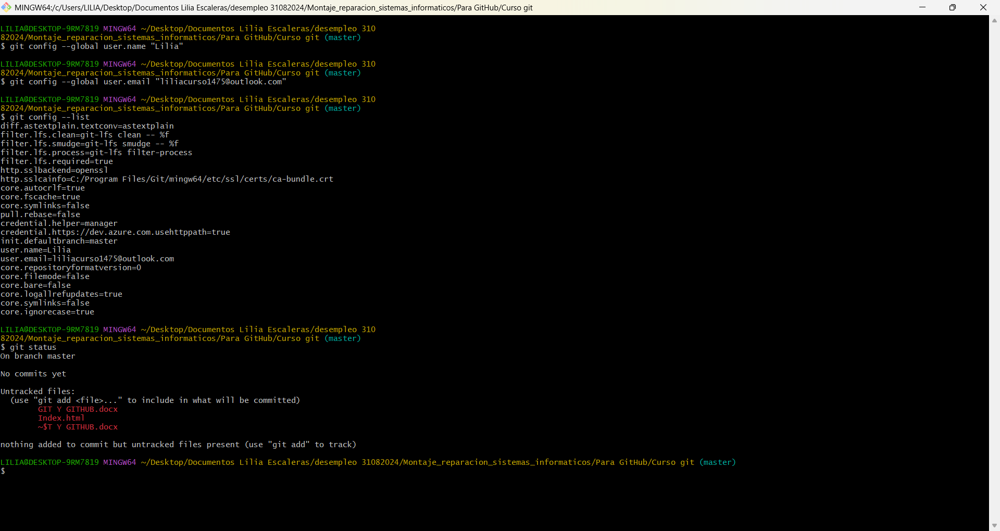 MINGW64:/c/Users/LILIA/Desktop/Documentos Lilia Escaleras/desempleo 31082024/Montaje_reparacion_sistemas_informaticos/Para GitHub/Curso git
LILIA@DESKTOP-9RM7819 MINGW64 ~/Desktop/Documentos Lilia Escaleras/desempleo 310
82024/Montaje_reparacion_sistemas_informaticos/Para GitHub/Curso git (master)
$ git config --global user.name "Lilia"
LILIA@DESKTOP-9RM7819 MINGW64 ~/Desktop/Documentos Lilia Escaleras/desempleo 310
82024/Montaje_reparacion_sistemas_informaticos/Para GitHub/Curso git (master)
$ git config --global user.email "liliacurso1475@outlook.com"
LILIA@DESKTOP-9RM7819 MINGW64 ~/Desktop/Documentos Lilia Escaleras/desempleo 310
82024/Montaje_reparacion_sistemas_informaticos/Para GitHub/Curso git (master)
$ git config --list
diff.astextplain.textconv=astextplain
filter.lfs.clean=git-lfs clean -- %f
filter.lfs.smudge=git-lfs smudge -- %f
filter.lfs.process=git-lfs filter-process
filter.lfs.required=true
http.sslbackend=openssl
http.sslcainfo=C:/Program Files/Git/mingw64/etc/ssl/certs/ca-bundle.crt
core.autocrlf=true
core.fscache=true
core.symlinks=false
pull.rebase=false
credential.helper=manager
credential.https://dev.azure.com.usehttppath=true
init.defaultbranch=master
user.name=Lilia
user.email=liliacurso1475@outlook.com
core.repositoryformatversion=0
core.filemode=false
core.bare=false
core.logallrefupdates=true
core.symlinks=false
core.ignorecase=true
LILIA@DESKTOP-9RM7819 MINGW64 ~/Desktop/Documentos Lilia Escaleras/desempleo 310
82024/Montaje_reparacion_sistemas_informaticos/Para GitHub/Curso git (master)
$ git status
On branch master
No commits yet
Untracked files:
(use "git add <file>..." to include in what will be committed)
GIT Y GITHUB.docx
Index.html
~$T Y GITHUB.docx
nothing added to commit but untracked files present (use "git add" to track)
LILIA@DESKTOP-9RM7819 MINGW64 ~/Desktop/Documentos Lilia Escaleras/desempleo 31082024/Montaje_reparacion_sistemas_informaticos/Para GitHub/Curso git (master)
$